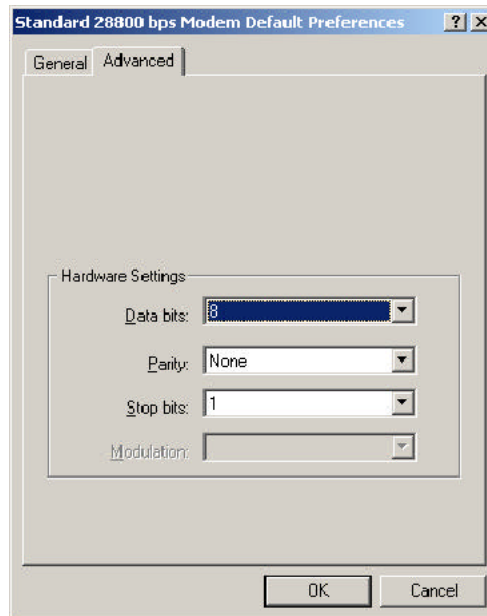 Standard 28800 bps Modem Default Preferences ? X
General Advanced
Hardware Settings
Data bits: 8
Parity: None
Stop bits: 1
Modulation:
OK Cancel